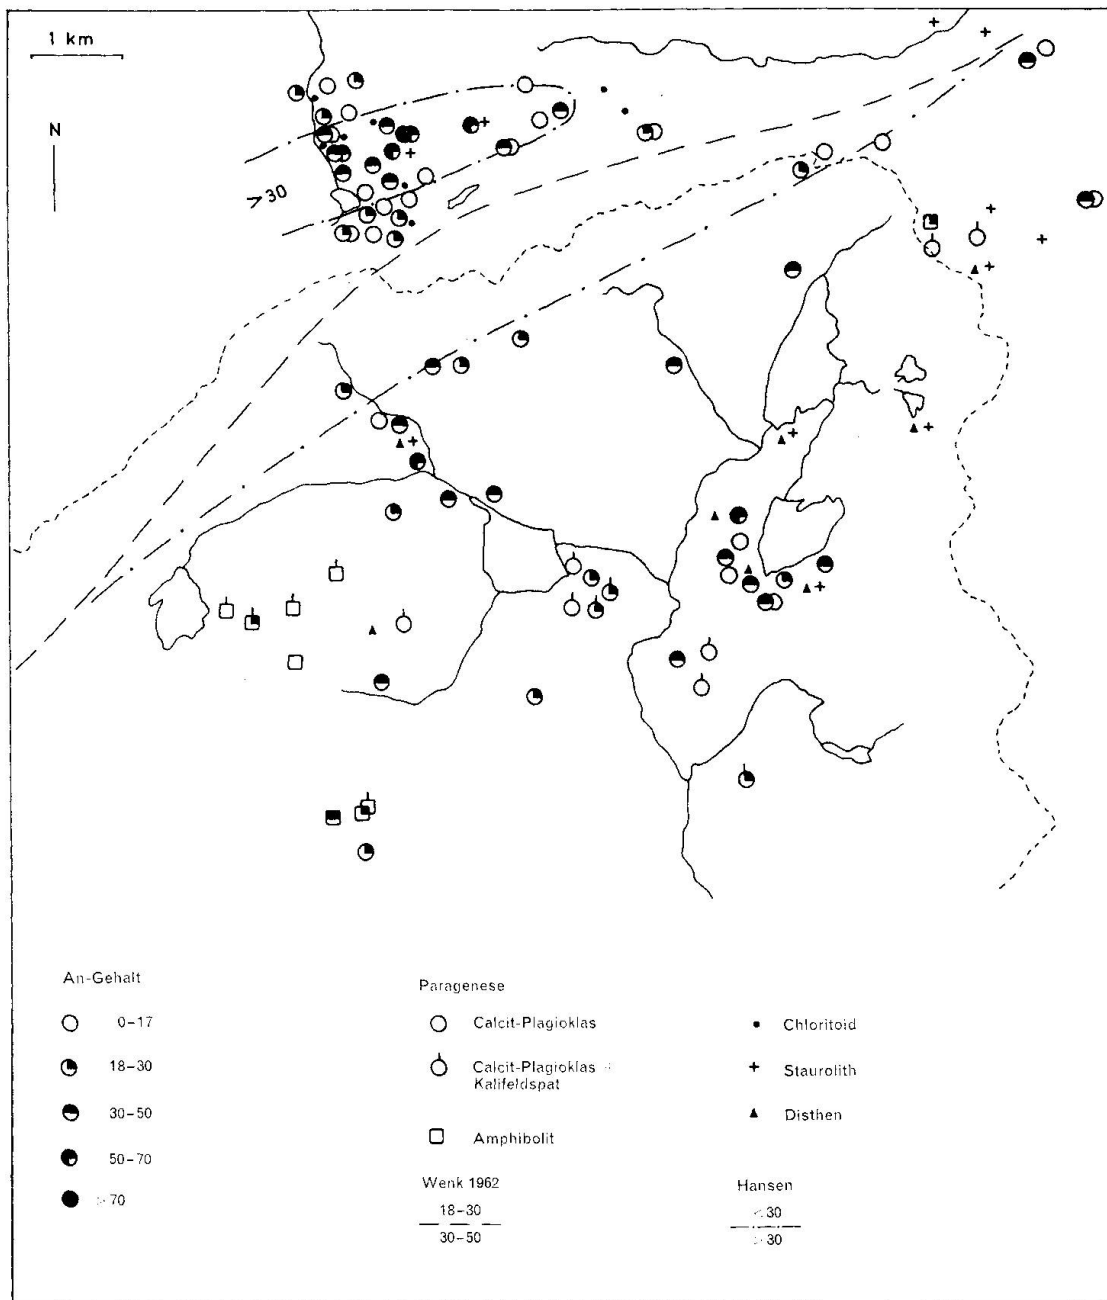 1 km
N
>30
An-Gehalt
0–17
18–30
30–50
50–70
>70
Paragenese
Calcit-Plagioklas
Calcit-Plagioklas +
Kalifeldspat
Amphibolit
Chloritoid
Staurolith
Disthen
Wenk 1962
18–30
30–50
Hansen
<30
>30